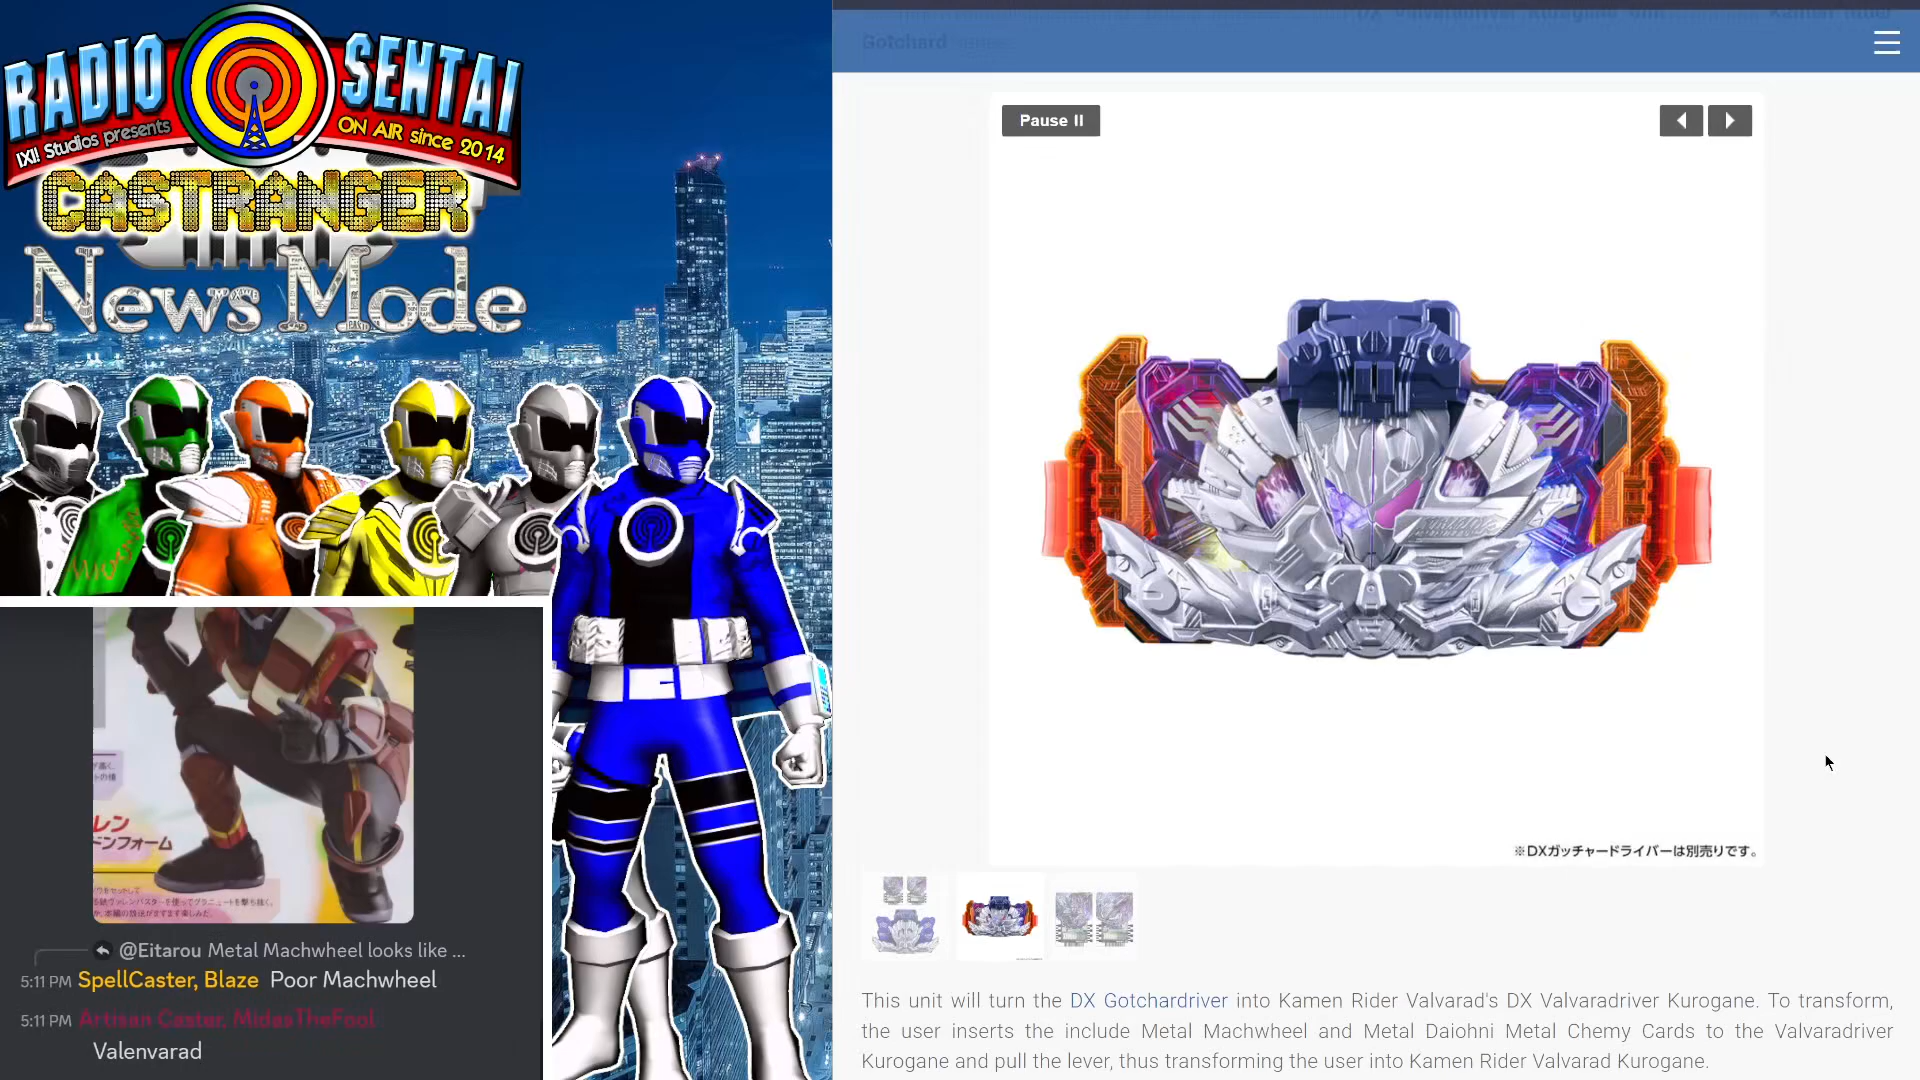 RADIO SENTAI
IXI! Studios presents
ON AIR since 2014
CASTRANGER
News Mode
レン
ドンフォーム
@Eitarou Metal Machwheel looks like ...
5:11 PM SpellCaster, Blaze Poor Machwheel
5:11 PM Artisan Caster, MidasTheFool
Valenvarad
Gotchard
Pause II
※DXガッチャードライバーは別売りです。
This unit will turn the DX Gotchardriver into Kamen Rider Valvarad's DX Valvaradriver Kurogane. To transform,
the user inserts the include Metal Machwheel and Metal Daiohni Metal Chemy Cards to the Valvaradriver
Kurogane and pull the lever, thus transforming the user into Kamen Rider Valvarad Kurogane.